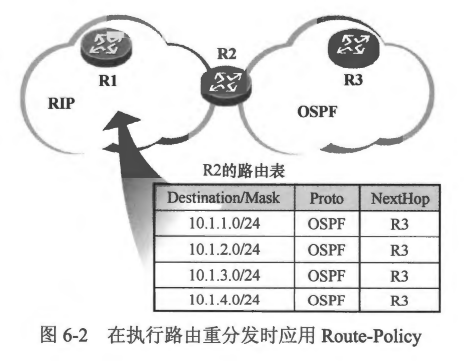 R1
R2
R3
RIP
OSPF
R2的路由表
Destination/Mask Proto NextHop
10.1.1.0/24 OSPF R3
10.1.2.0/24 OSPF R3
10.1.3.0/24 OSPF R3
10.1.4.0/24 OSPF R3
图 6-2 在执行路由重分发时应用 Route-Policy